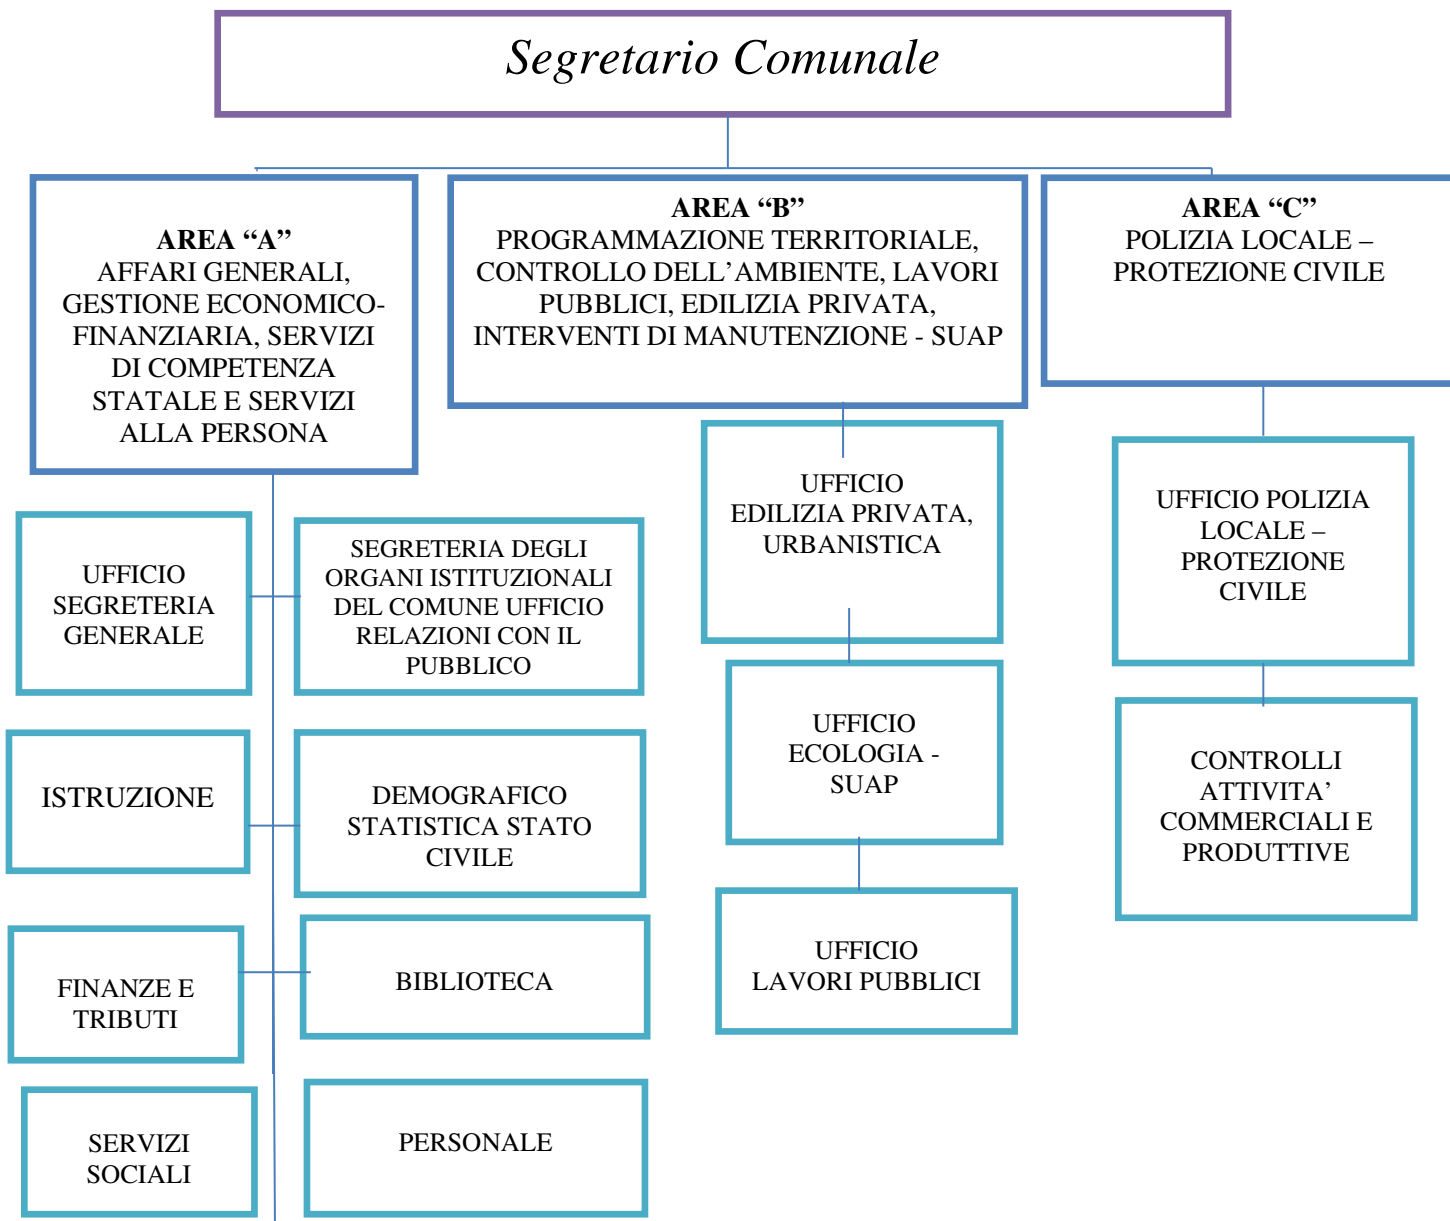 Segretario Comunale
AREA “A”
AFFARI GENERALI,
GESTIONE ECONOMICO-
FINANZIARIA, SERVIZI
DI COMPETENZA
STATALE E SERVIZI
ALLA PERSONA
AREA “B”
PROGRAMMAZIONE TERRITORIALE,
CONTROLLO DELL’AMBIENTE, LAVORI
PUBBLICI, EDILIZIA PRIVATA,
INTERVENTI DI MANUTENZIONE - SUAP
AREA “C”
POLIZIA LOCALE –
PROTEZIONE CIVILE
UFFICIO
SEGRETERIA
GENERALE
SEGRETERIA DEGLI
ORGANI ISTITUZIONALI
DEL COMUNE UFFICIO
RELAZIONI CON IL
PUBBLICO
ISTRUZIONE
DEMOGRAFICO
STATISTICA STATO
CIVILE
FINANZE E
TRIBUTI
BIBLIOTECA
SERVIZI
SOCIALI
PERSONALE
UFFICIO
EDILIZIA PRIVATA,
URBANISTICA
UFFICIO
ECOLOGIA -
SUAP
UFFICIO
LAVORI PUBBLICI
UFFICIO POLIZIA
LOCALE –
PROTEZIONE
CIVILE
CONTROLLI
ATTIVITA’
COMMERCIALI E
PRODUTTIVE